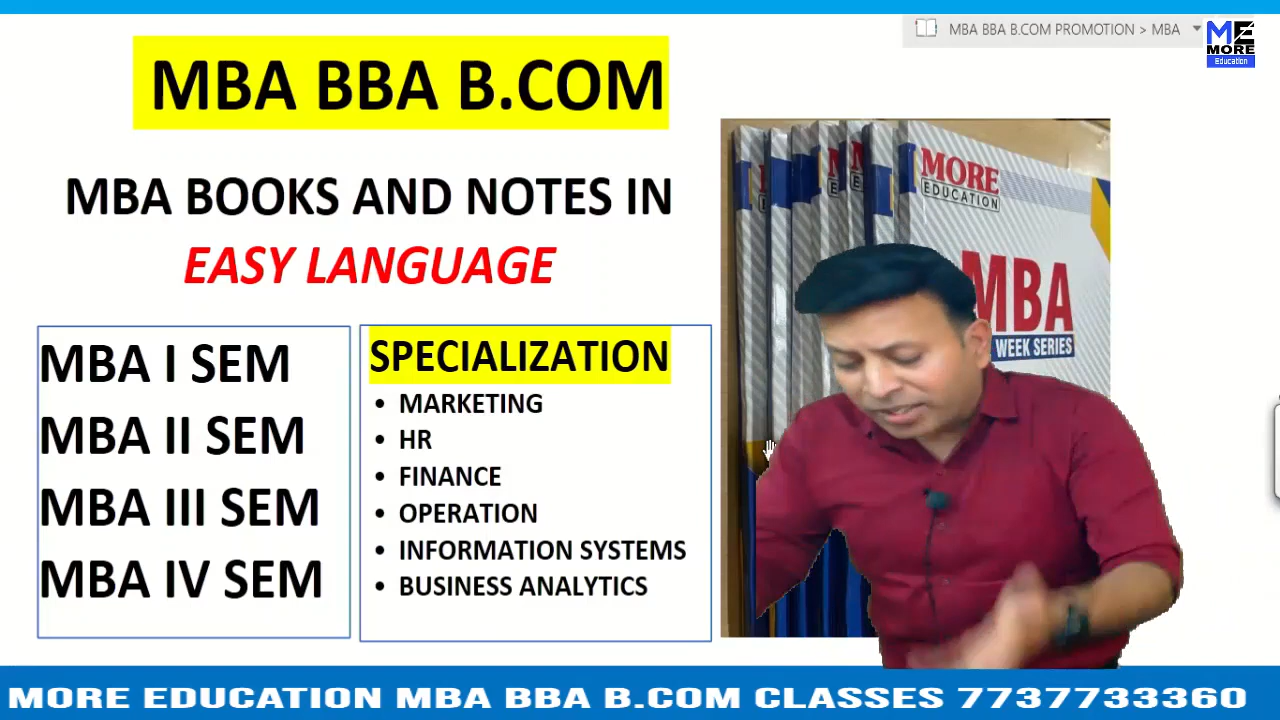 MBA BBA B.COM PROMOTION > MBA
ME
MORE
Education
MBA BBA B.COM
MBA BOOKS AND NOTES IN
EASY LANGUAGE
MBA I SEM
MBA II SEM
MBA III SEM
MBA IV SEM
SPECIALIZATION
• MARKETING
• HR
• FINANCE
• OPERATION
• INFORMATION SYSTEMS
• BUSINESS ANALYTICS
MORE
EDUCATION
MBA
WEEK SERIES
MORE EDUCATION MBA BBA B.COM CLASSES 7737733360